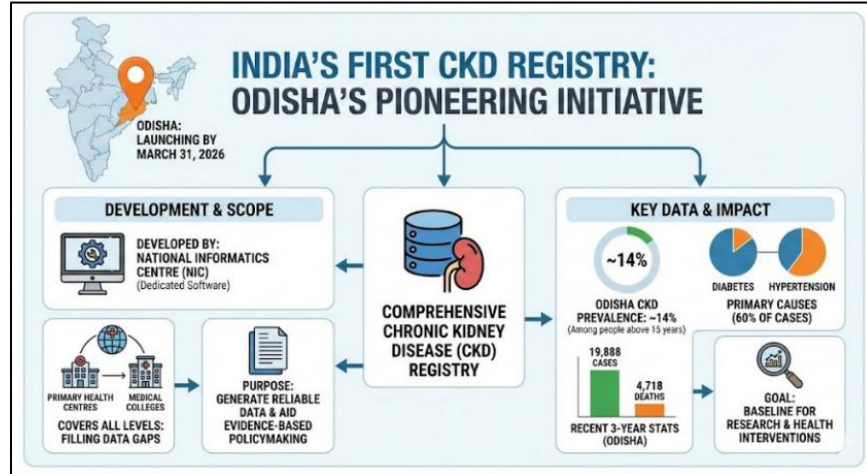 INDIA'S FIRST CKD REGISTRY:
ODISHA'S PIONEERING INITIATIVE
ODISHA:
LAUNCHING BY
MARCH 31, 2026
DEVELOPMENT & SCOPE
DEVELOPED BY:
NATIONAL INFORMATICS
CENTRE (NIC)
(Dedicated Software)
PRIMARY HEALTH
CENTRES
MEDICAL
COLLEGES
COVERS ALL LEVELS:
FILLING DATA GAPS
PURPOSE:
GENERATE RELIABLE
DATA & AID
EVIDENCE-BASED
POLICYMAKING
COMPREHENSIVE
CHRONIC KIDNEY
DISEASE (CKD)
REGISTRY
KEY DATA & IMPACT
~14%
ODISHA CKD
PREVALENCE: ~14%
(Among people above 15 years)
DIABETES
HYPERTENSION
PRIMARY CAUSES
(60% OF CASES)
19,888
CASES
4,718
DEATHS
RECENT 3-YEAR STATS
(ODISHA)
GOAL:
BASELINE FOR
RESEARCH & HEALTH
INTERVENTIONS